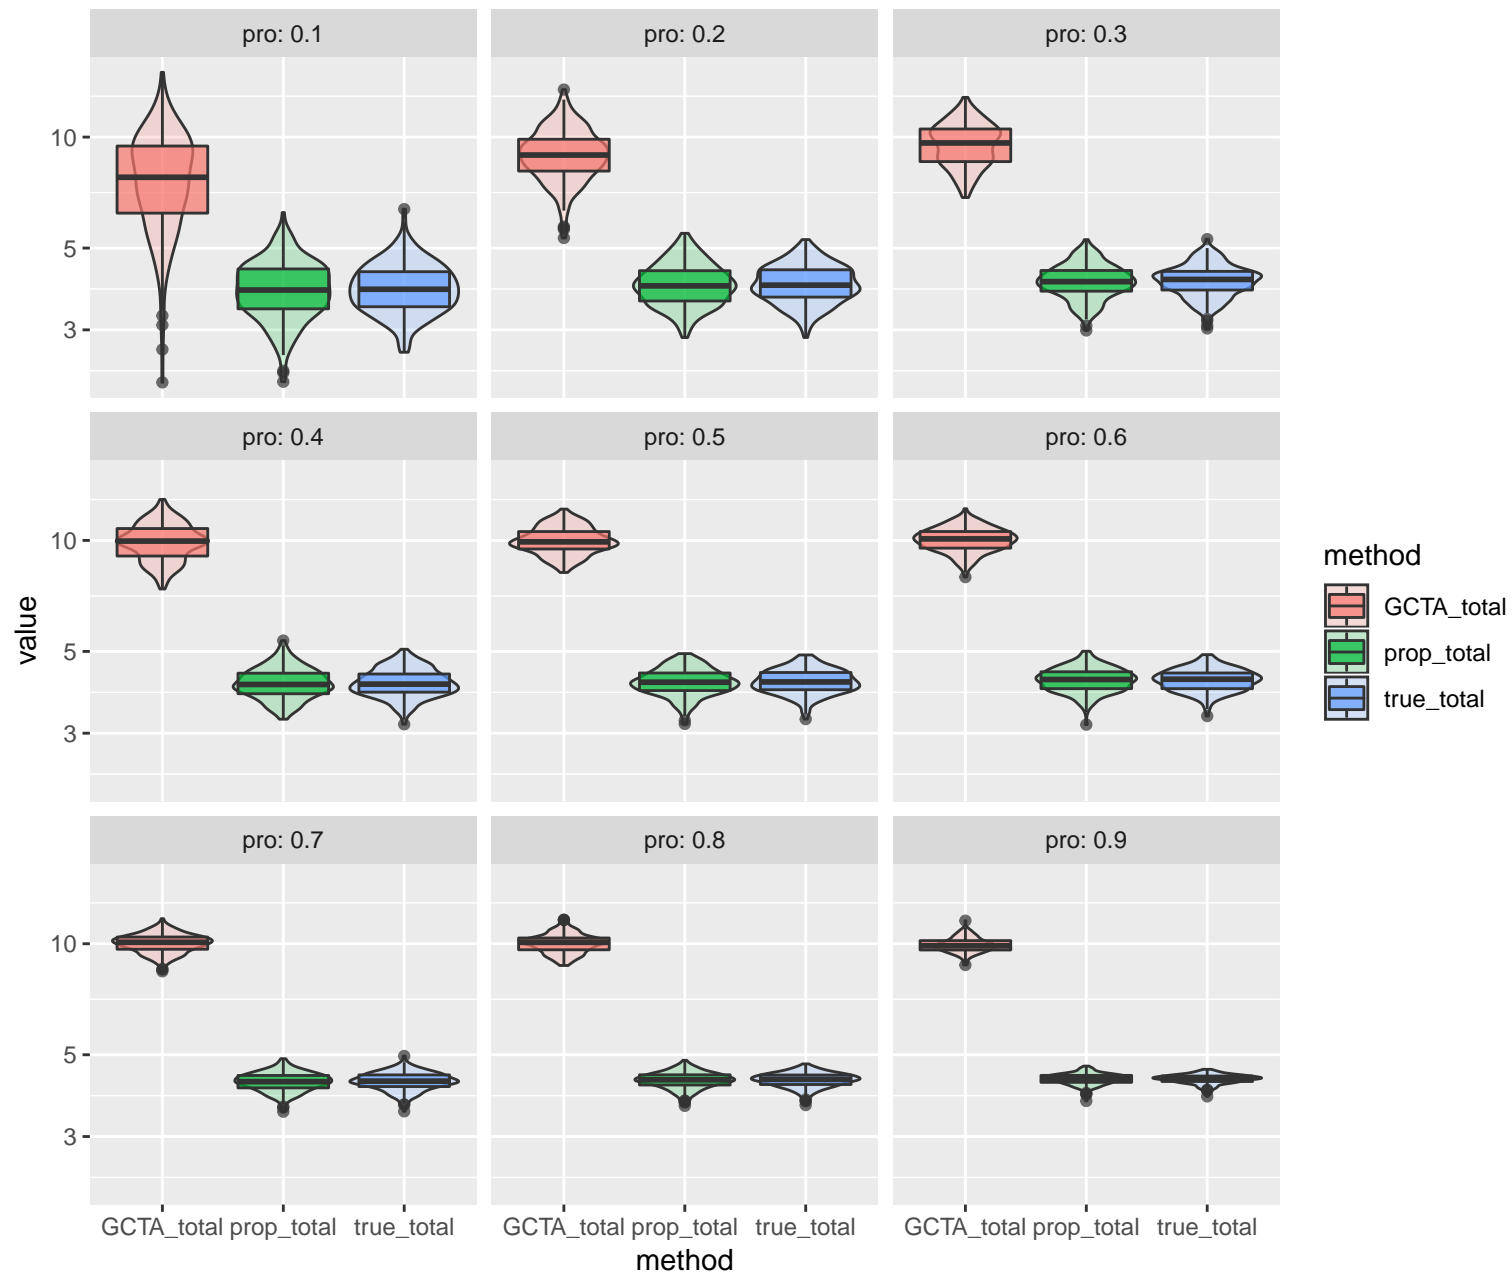 pro: 0.1 pro: 0.2 pro: 0.3
10
5
3
pro: 0.4 pro: 0.5 pro: 0.6
10
5
3
pro: 0.7 pro: 0.8 pro: 0.9
10
5
3
GCTA_total prop_total true_total GCTA_total prop_total true_total GCTA_total prop_total true_total
method
value
method
GCTA_total
prop_total
true_total